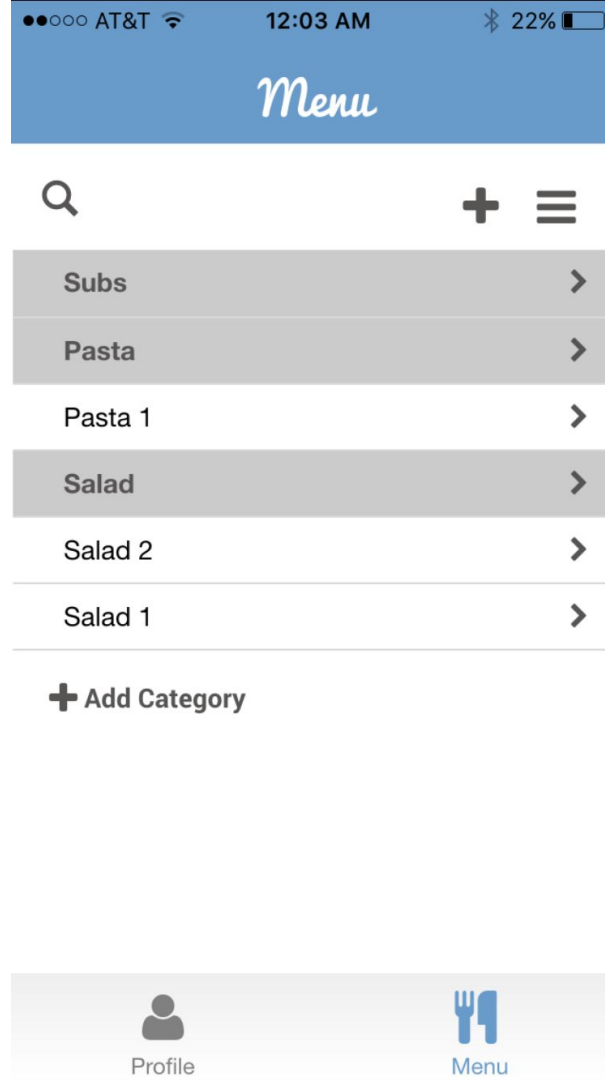 AT&T 12:03 AM 22%
Menu
Subs
Pasta
Pasta 1
Salad
Salad 2
Salad 1
Add Category
Profile Menu